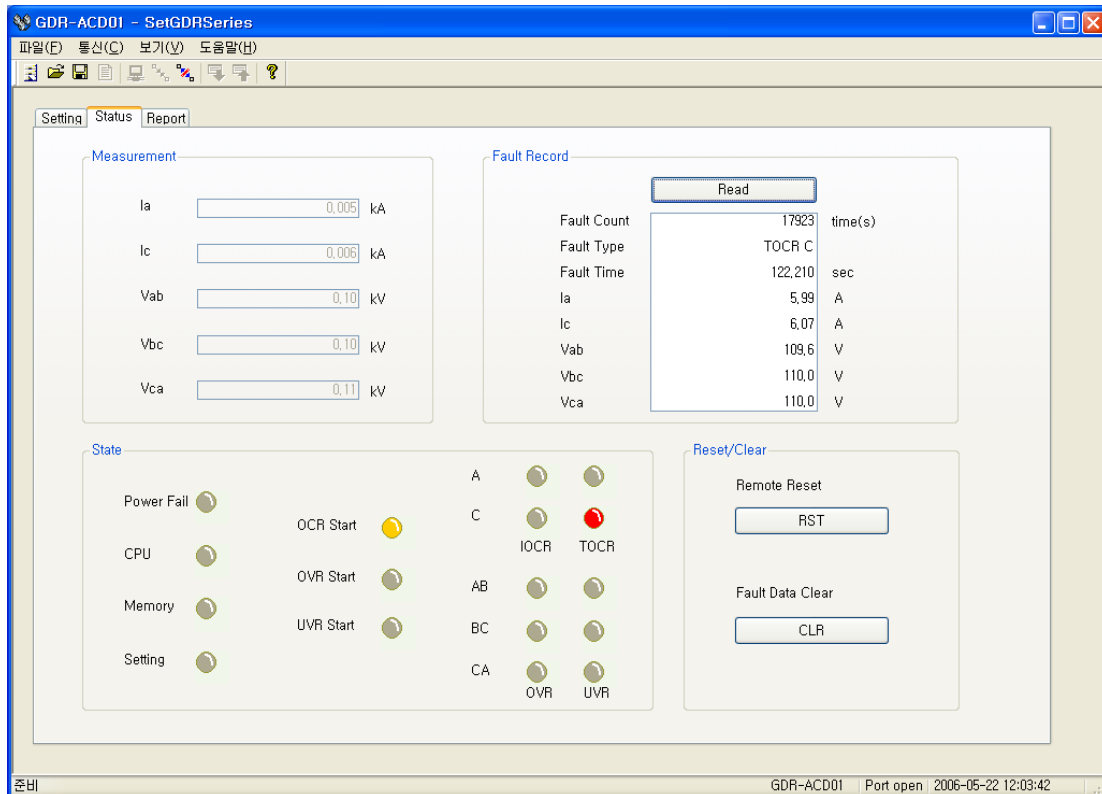 GDR-ACD01 - SetGDRSeries
파일(F) 통신(C) 보기(V) 도움말(H)
Setting Status Report
Measurement
Ia 0,005 kA
Ic 0,006 kA
Vab 0,10 kV
Vbc 0,10 kV
Vca 0,11 kV
Fault Record
Read
Fault Count 17923 time(s)
Fault Type TOCR C
Fault Time 122,210 sec
Ia 5,99 A
Ic 6,07 A
Vab 109,6 V
Vbc 110,0 V
Vca 110,0 V
State
Power Fail
CPU
Memory
Setting
OCR Start
OVR Start
UVR Start
A
C
IOCR TOCR
AB
BC
CA
OVR UVR
Reset/Clear
Remote Reset
RST
Fault Data Clear
CLR
준비 GDR-ACD01 Port open 2006-05-22 12:03:42